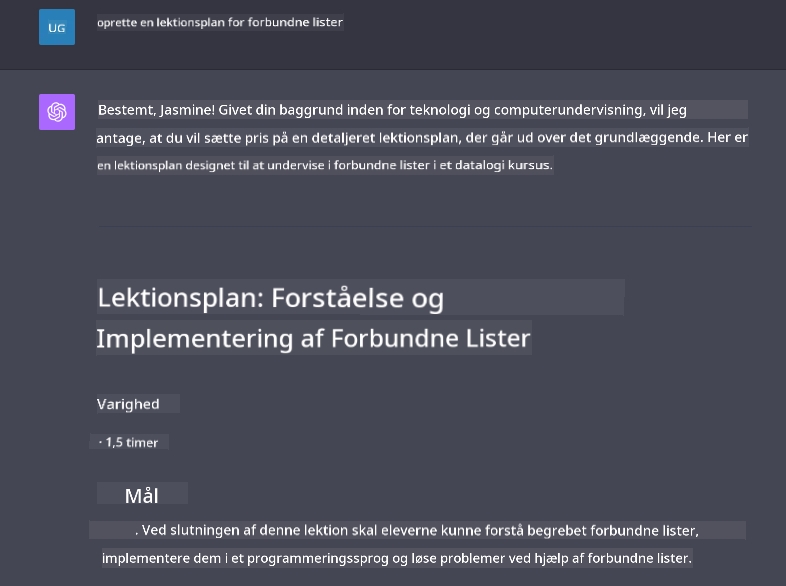 UG
oprette en lektionsplan for forbundne lister
Bestemt, Jasmine! Givet din baggrund inden for teknologi og computerundervisning, vil jeg
antage, at du vil sætte pris på en detaljeret lektionsplan, der går ud over det grundlæggende. Her er
en lektionsplan designet til at undervise i forbundne lister i et datalogi kursus.
Lektionsplan: Forståelse og
Implementering af Forbundne Lister
Varighed
· 1,5 timer
Mål
. Ved slutningen af denne lektion skal eleverne kunne forstå begrebet forbundne lister,
implementere dem i et programmeringssprog og løse problemer ved hjælp af forbundne lister.